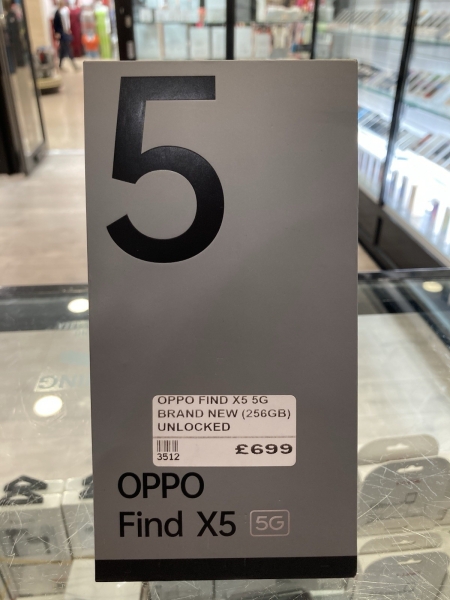 5
OPPO FIND X5 5G
BRAND NEW (256GB)
UNLOCKED
3512
£699
OPPO
Find X5 5G